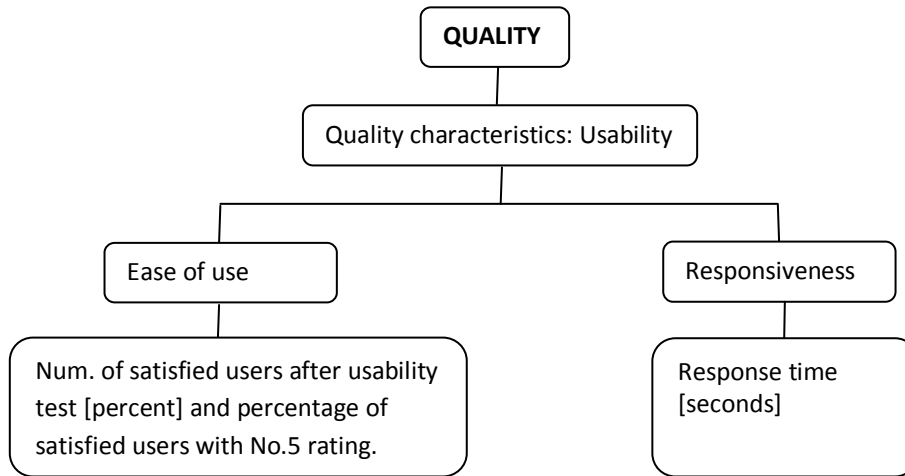 QUALITY
Quality characteristics: Usability
Ease of use
Responsiveness
Num. of satisfied users after usability
test [percent] and percentage of
satisfied users with No.5 rating.
Response time
[seconds]